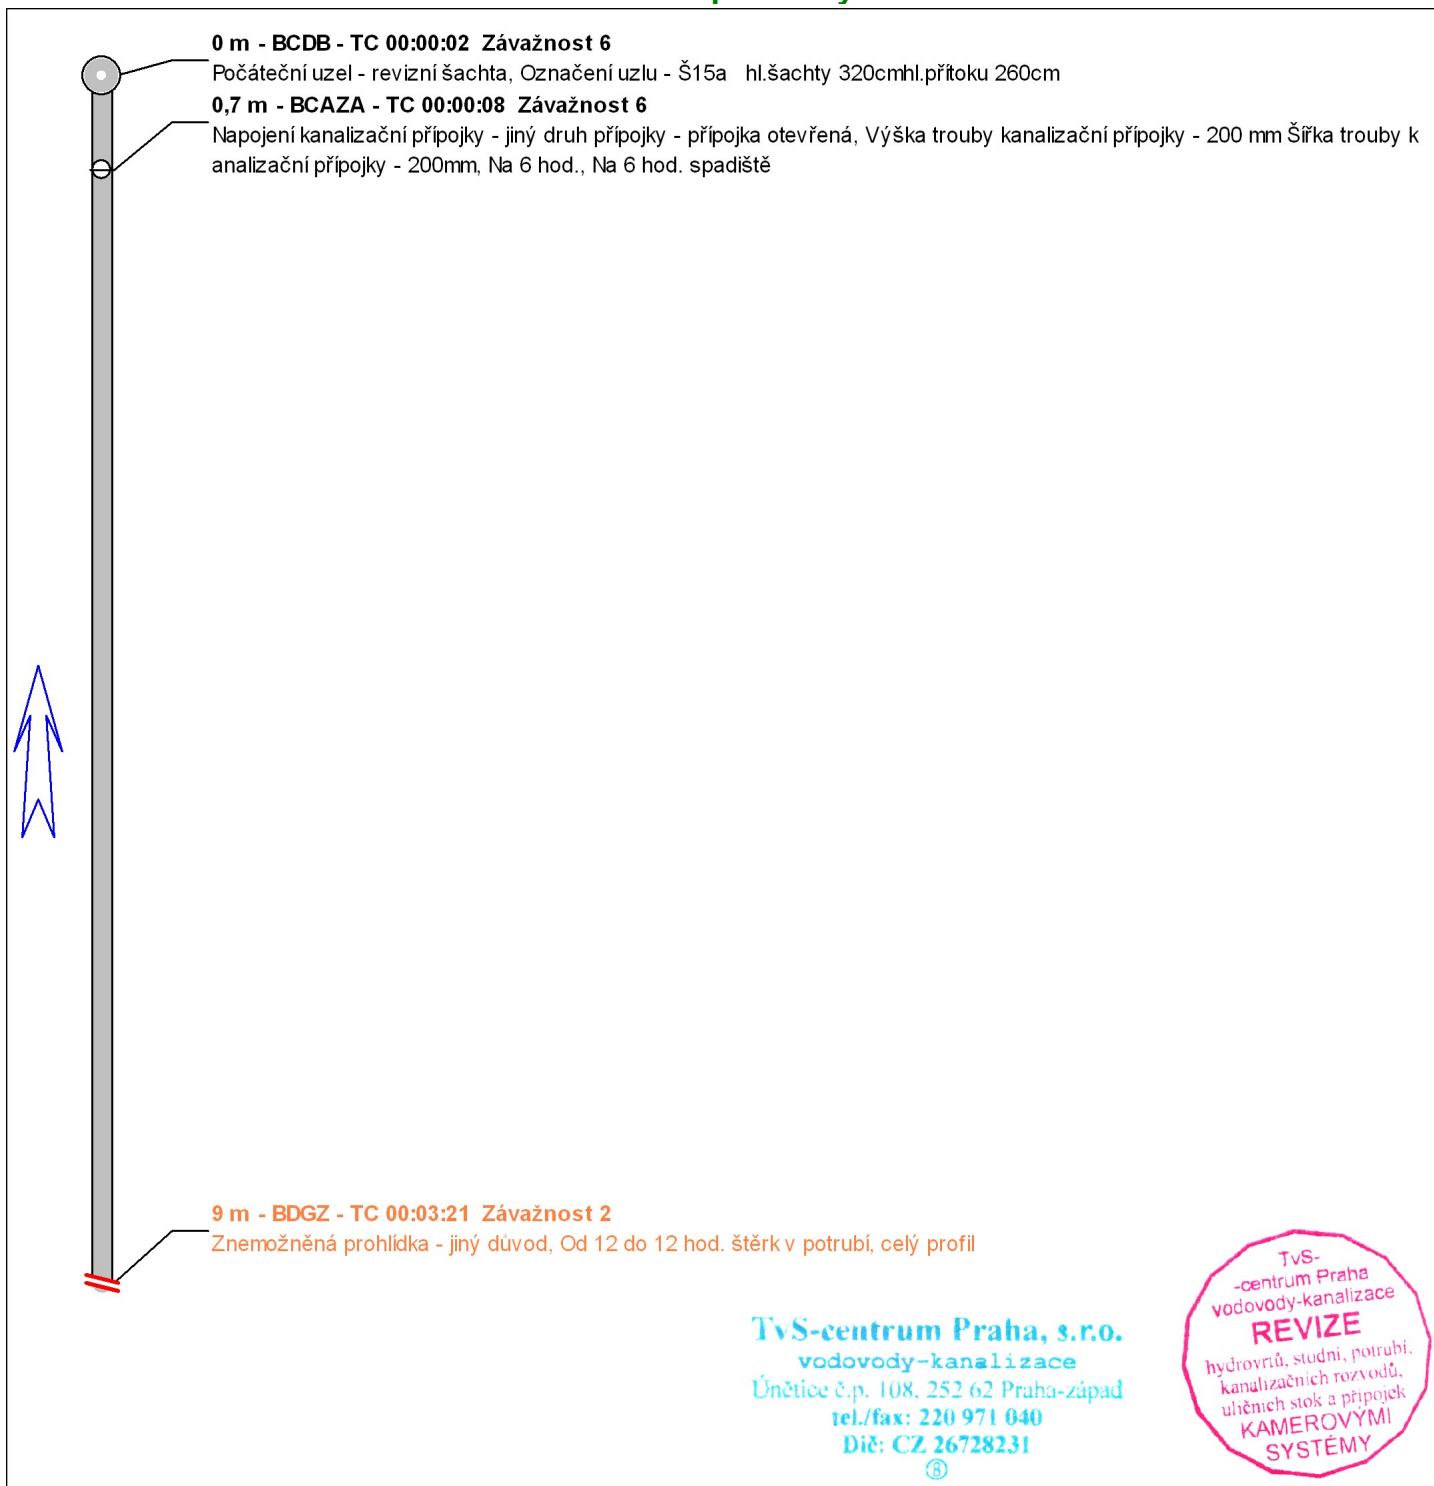 0 m - BCDB - TC 00:00:02 Závažnost 6
Počáteční uzel - revizní šachta, Označení uzlu - Š15a hl.šachty 320cmhl.přítoku 260cm
0,7 m - BCAZA - TC 00:00:08 Závažnost 6
Napojení kanalizační přípojky - jiný druh přípojky - přípojka otevřená, Výška trouby kanalizační přípojky - 200 mm Šířka trouby k
analizační přípojky - 200mm, Na 6 hod., Na 6 hod. spadiště
9 m - BDGZ - TC 00:03:21 Závažnost 2
Znemožněná prohlídka - jiný důvod, Od 12 do 12 hod. štěrk v potrubí, celý profil
TvS-centrum Praha, s.r.o.
vodovody-kanalizace
Únětice č.p. 108, 252 62 Praha-západ
tel./fax: 220 971 040
Dič: CZ 26728231
8
TvS-
-centrum Praha
vodovody-kanalizace
REVIZE
hydrovrtů, studní, potrubí,
kanalizačních rozvodů,
uličních stok a přípojek
KAMEROVÝMI
SYSTÉMY